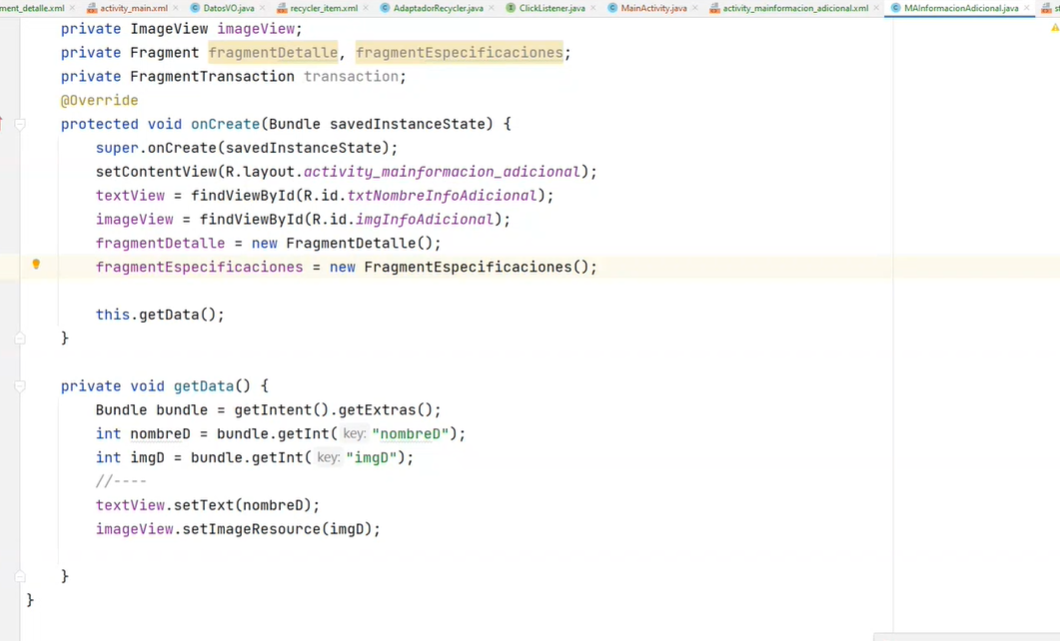 ment_detalle.xml activity_main.xml DatosVO.java recycler_item.xml AdaptadorRecycler.java ClickListener.java MainActivity.java activity_mainformacion_adicional.xml MAInformacionAdicional.java
private ImageView imageView;
private Fragment fragmentDetalle, fragmentEspecificaciones;
private FragmentTransaction transaction;
@Override
protected void onCreate(Bundle savedInstanceState) {
super.onCreate(savedInstanceState);
setContentView(R.layout.activity_mainformacion_adicional);
textView = findViewById(R.id.txtNombreInfoAdicional);
imageView = findViewById(R.id.imgInfoAdicional);
fragmentDetalle = new FragmentDetalle();
fragmentEspecificaciones = new FragmentEspecificaciones();
this.getData();
}
private void getData() {
Bundle bundle = getIntent().getExtras();
int nombreD = bundle.getInt( key: "nombreD");
int imgD = bundle.getInt( key: "imgD");
//----
textView.setText(nombreD);
imageView.setImageResource(imgD);
}
}